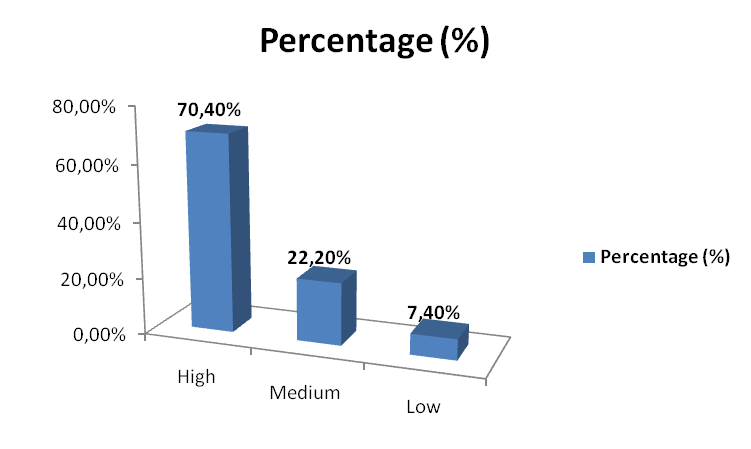 Percentage (%)
80,00%
60,00%
40,00%
20,00%
0,00%
70,40%
22,20%
7,40%
High
Medium
Low
Percentage (%)